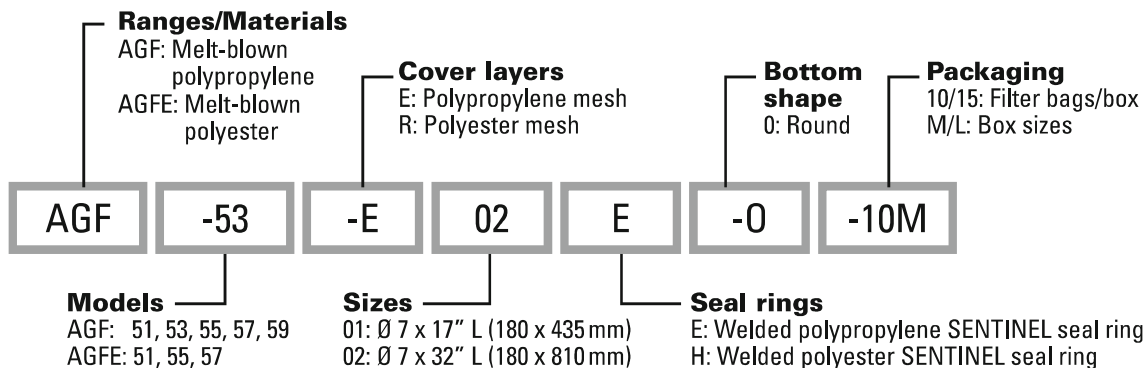 Ranges/Materials
AGF: Melt-blown
polypropylene
AGFE: Melt-blown
polyester
Cover layers
E: Polypropylene mesh
R: Polyester mesh
Bottom
shape
0: Round
Packaging
10/15: Filter bags/box
M/L: Box sizes
AGF -53 -E 02 E -O -10M
Models
AGF: 51, 53, 55, 57, 59
AGFE: 51, 55, 57
Sizes
01: Ø 7 x 17” L (180 x 435 mm)
02: Ø 7 x 32” L (180 x 810 mm)
Seal rings
E: Welded polypropylene SENTINEL seal ring
H: Welded polyester SENTINEL seal ring